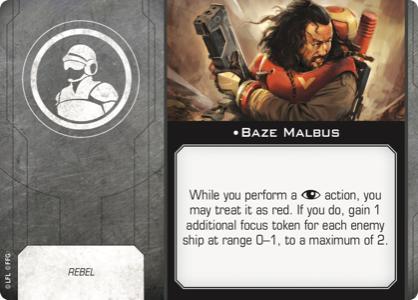 •BAZE MALBUS
While you perform a action, you
may treat it as red. If you do, gain 1
additional focus token for each enemy
ship at range 0–1, to a maximum of 2.
REBEL
© LFL © FFG